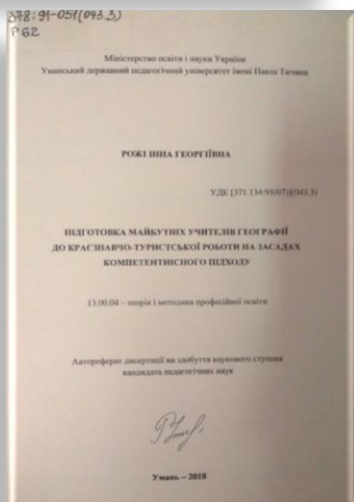 378:91-051(043.3)
Р62
Міністерство освіти і науки України
Уманський державний педагогічний університет імені Павла Тичини
РОЖІ ІННА ГЕОРГІЇВНА
УДК [371.134:91(07)](043.3)
ПІДГОТОВКА МАЙБУТНІХ УЧИТЕЛІВ ГЕОГРАФІЇ
ДО КРАЄЗНАВЧО-ТУРИСТСЬКОЇ РОБОТИ НА ЗАСАДАХ
КОМПЕТЕНТНІСНОГО ПІДХОДУ
13.00.04 – теорія і методика професійної освіти
Автореферат дисертації на здобуття наукового ступеня
кандидата педагогічних наук
Умань – 2018